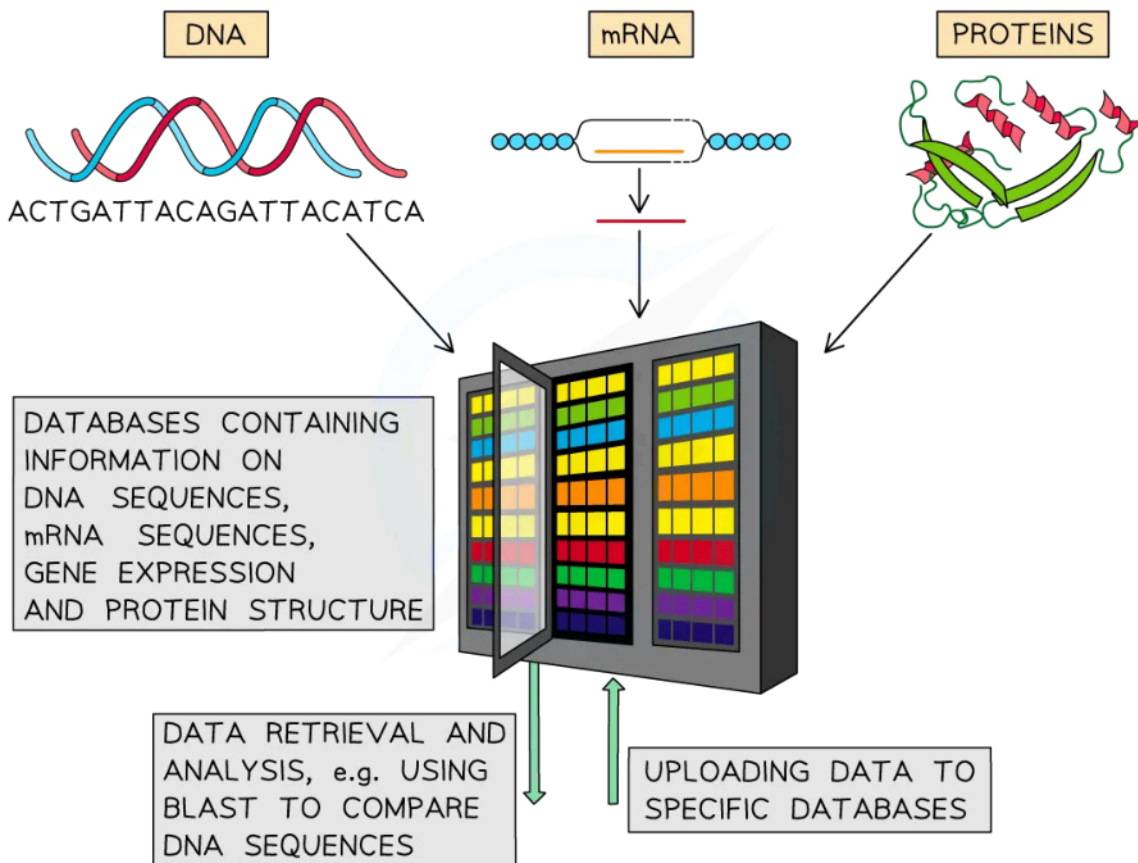 DNA
mRNA
PROTEINS
ACTGATTACAGATTACATCA
DATABASES CONTAINING
INFORMATION ON
DNA SEQUENCES,
mRNA SEQUENCES,
GENE EXPRESSION
AND PROTEIN STRUCTURE
DATA RETRIEVAL AND
ANALYSIS, e.g. USING
BLAST TO COMPARE
DNA SEQUENCES
UPLOADING DATA TO
SPECIFIC DATABASES